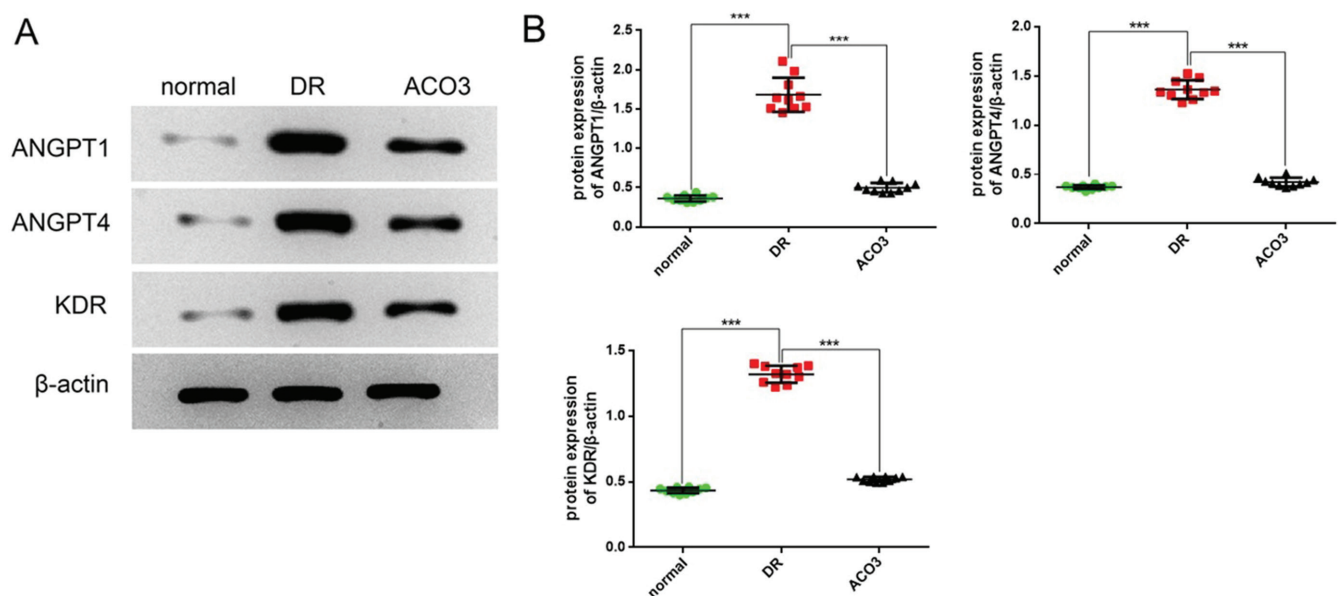 A
normal DR ACO3
ANGPT1
ANGPT4
KDR
β-actin
B
protein expression
of ANGPT1/β-actin
2.5
2.0
1.5
1.0
0.5
0.0
***
***
normal DR ACO3
protein expression
of ANGPT4/β-actin
2.0
1.5
1.0
0.5
0.0
***
***
normal DR ACO3
protein expression
of KDR/β-actin
1.5
1.0
0.5
0.0
***
***
normal DR ACO3